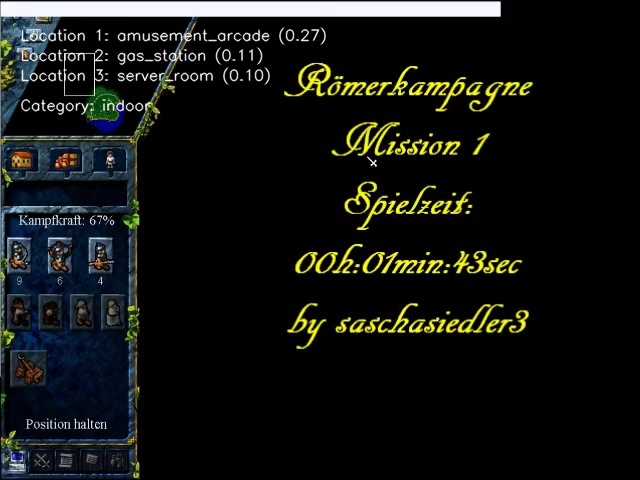 Location 1: amusement_arcade (0.27)
Location 2: gas_station (0.11)
Location 3: server_room (0.10)
Category: indoor
Römerkampagne
Mission 1
Spielzeit:
00h:01min:43sec
by saschasiedler3
Kampfkraft: 67%
9 6 4
Position halten